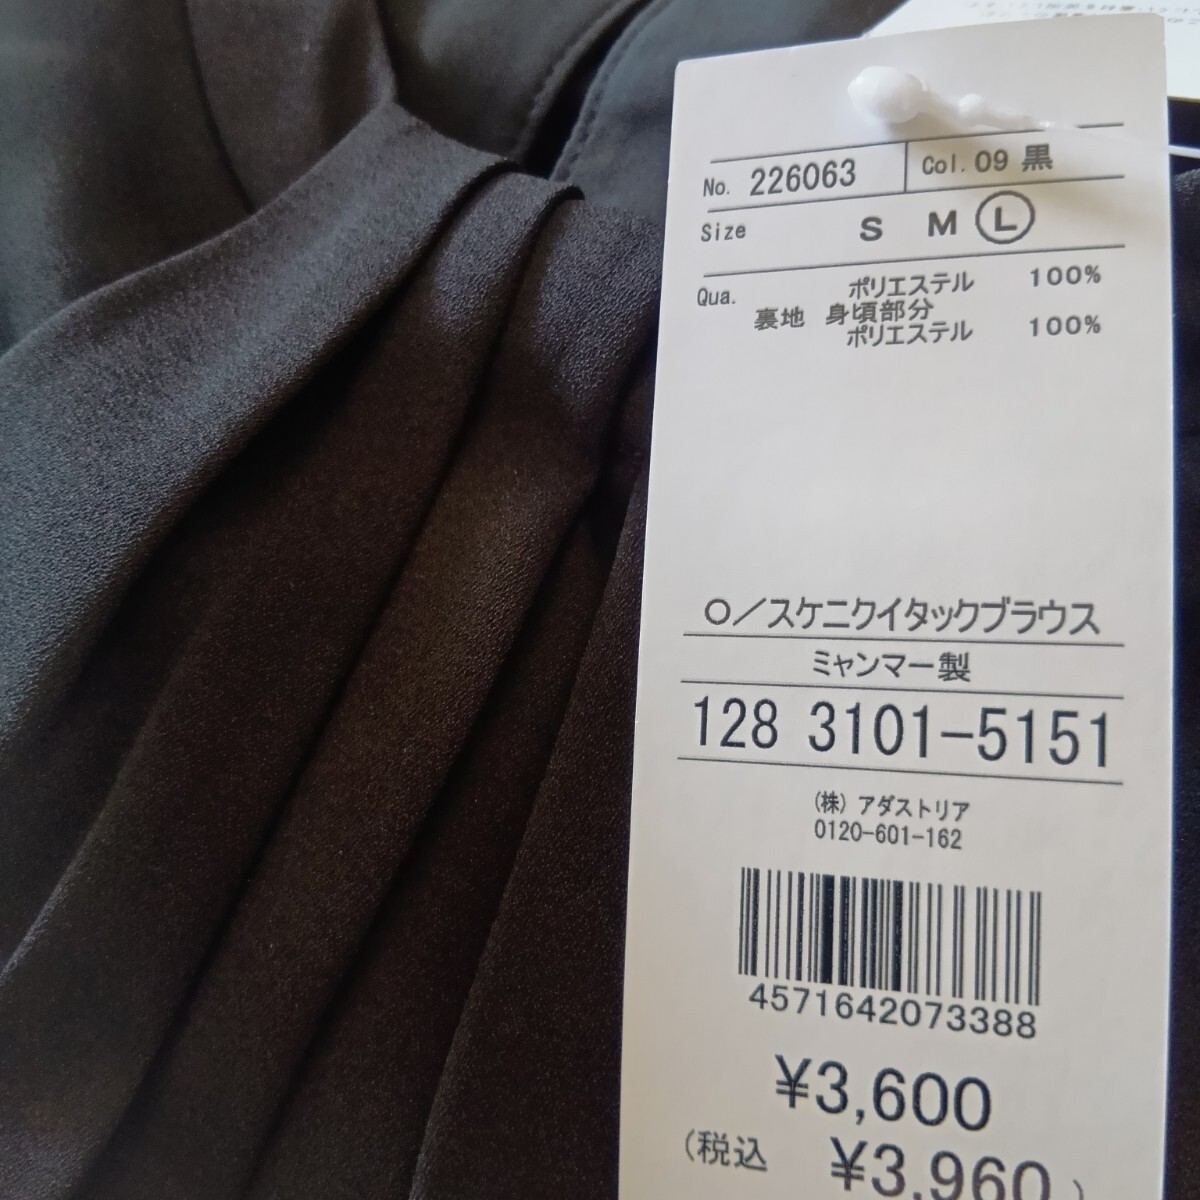 No. 226063 Col. 09 黒
Size S M L
Qua. ポリエステル 100%
裏地 身頃部分
ポリエステル 100%
O/スケニクイタックブラウス
ミャンマー製
128 3101-5151
(株) アダストリア
0120-601-162
4571642073388
¥3,600
(税込 ¥3,960)